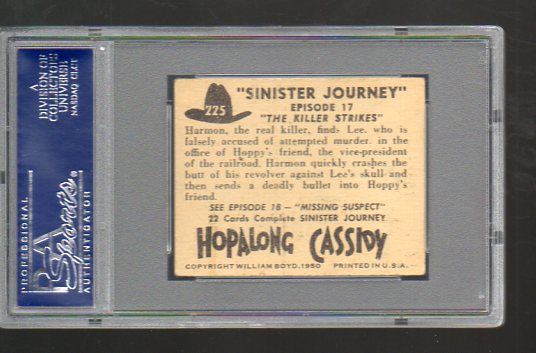 A
DIVISION OF
COLLECTORS
UNIVERSE
NASDAQ: CLCT
PSA
Sports
PROFESSIONAL
AUTHENTICATOR
225
"SINISTER JOURNEY"
EPISODE 17
"THE KILLER STRIKES"
Harmon, the real killer, finds Lee, who is
falsely accused of attempted murder, in
the office of Hoppy's friend, the vice-president
of the railroad. Harmon quickly crashes the
butt of his revolver against Lee's skull and
then sends a deadly bullet into Hoppy's
friend.
SEE EPISODE 18 — "MISSING SUSPECT"
22 Cards Complete SINISTER JOURNEY
HOPALONG CASSIDY
COPYRIGHT WILLIAM BOYD, 1950 PRINTED IN U.S.A.